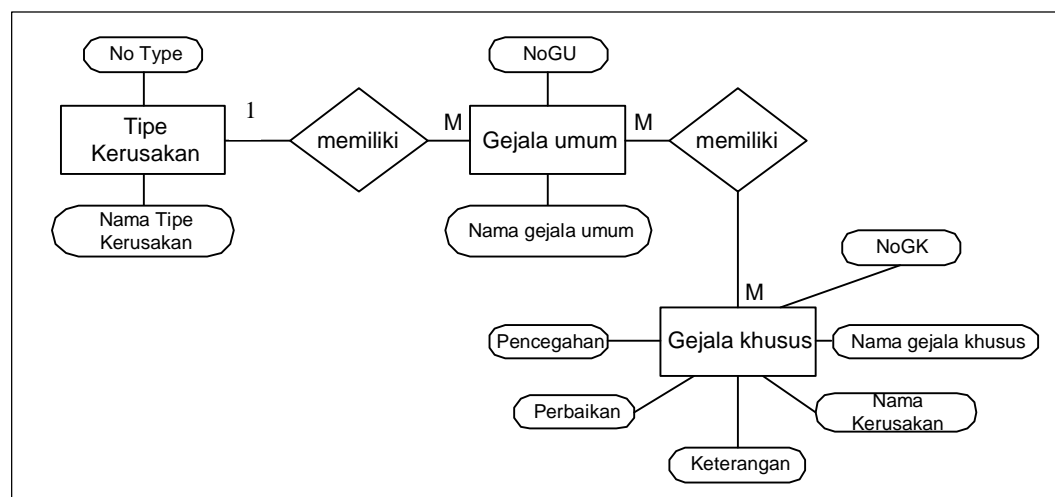 No Type
NoGU
1
Tipe
Kerusakan
memiliki
M
Gejala umum
M
memiliki
Nama Tipe
Kerusakan
Nama gejala umum
NoGK
M
Pencegahan
Gejala khusus
Nama gejala khusus
Perbaikan
Nama
Kerusakan
Keterangan